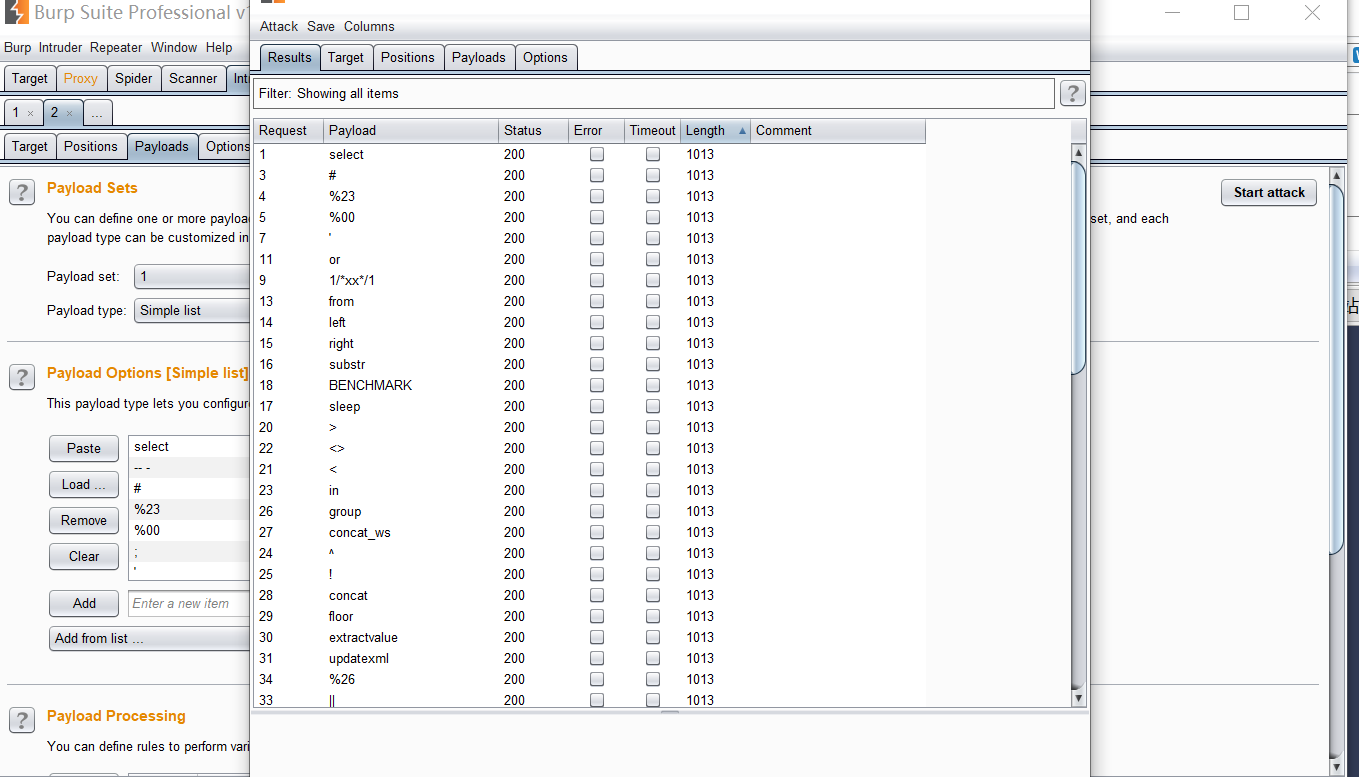 Burp Suite Professional
Burp Intruder Repeater Window Help
Target Proxy Spider Scanner
1 × 2 × ...
Target Positions Payloads Options
? Payload Sets
You can define one or more
payload type can be customized in
set, and each
Start attack
Payload set: 1
Payload type: Simple list
? Payload Options [Simple list]
This payload type lets you
Paste
Load ...
Remove
Clear
select
-- -
#
%23
%00
;
'
Add Enter a new item
Add from list ...
? Payload Processing
You can define rules to perform
Attack Save Columns
Results Target Positions Payloads Options
Filter: Showing all items ?
Request Payload Status Error Timeout Length Comment
1 select 200 1013
3 # 200 1013
4 %23 200 1013
5 %00 200 1013
7 ' 200 1013
11 or 200 1013
9 1/*xx*/1 200 1013
13 from 200 1013
14 left 200 1013
15 right 200 1013
16 substr 200 1013
18 BENCHMARK 200 1013
17 sleep 200 1013
20 > 200 1013
22 <> 200 1013
21 < 200 1013
23 in 200 1013
26 group 200 1013
27 concat_ws 200 1013
24 ^ 200 1013
25 ! 200 1013
28 concat 200 1013
29 floor 200 1013
30 extractvalue 200 1013
31 updatexml 200 1013
34 %26 200 1013
33 || 200 1013
站